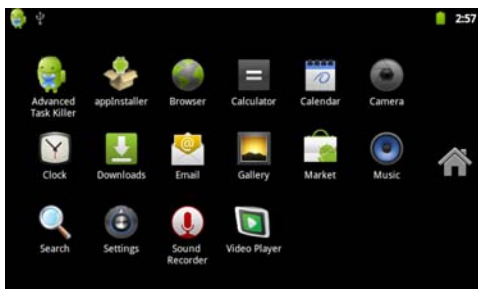 2:57
Advanced
Task Killer
appInstaller
Browser
Calculator
Calendar
Camera
Clock
Downloads
Email
Gallery
Market
Music
Search
Settings
Sound
Recorder
Video Player